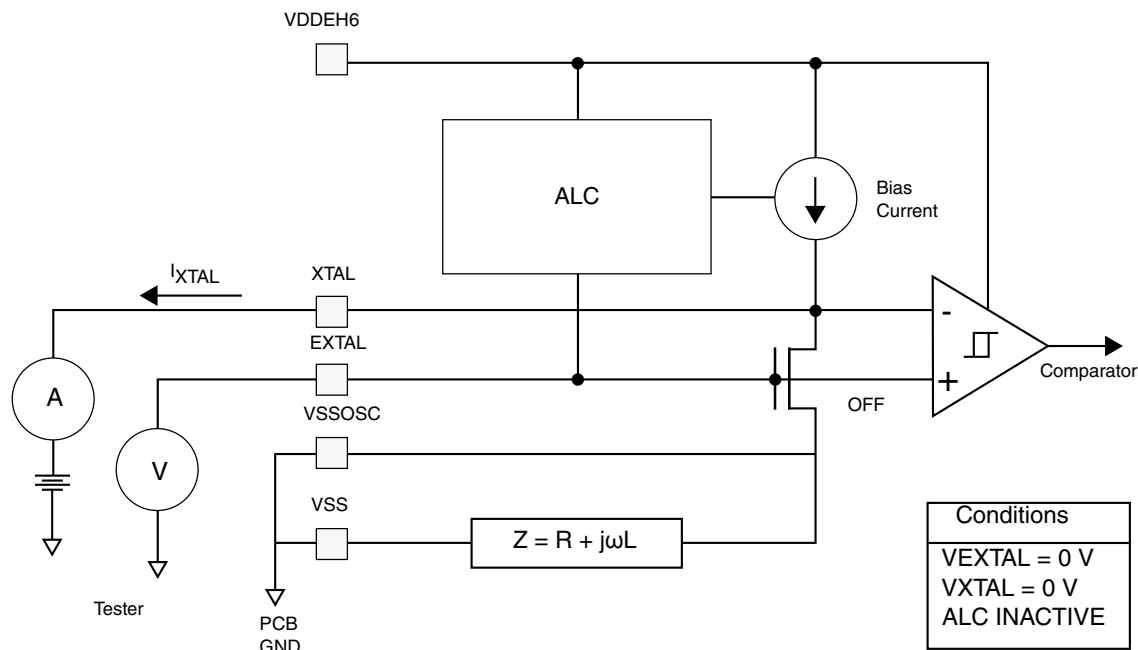 VDDEH6
ALC
Bias
Current
IXTAL
XTAL
EXTAL
-
+
A
V
VSSOSC
OFF
Comparator
VSS
Z = R + jωL
Tester
PCB
GND
Conditions
VEXTAL = 0 V
VXTAL = 0 V
ALC INACTIVE